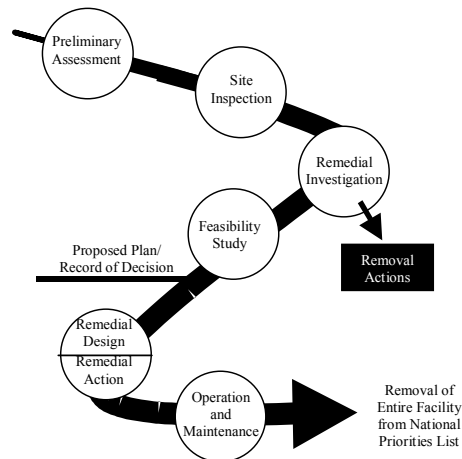 Preliminary
Assessment
Site
Inspection
Remedial
Investigation
Feasibility
Study
Removal
Actions
Proposed Plan/
Record of Decision
Remedial
Design
Remedial
Action
Operation
and
Maintenance
Removal of
Entire Facility
from National
Priorities List